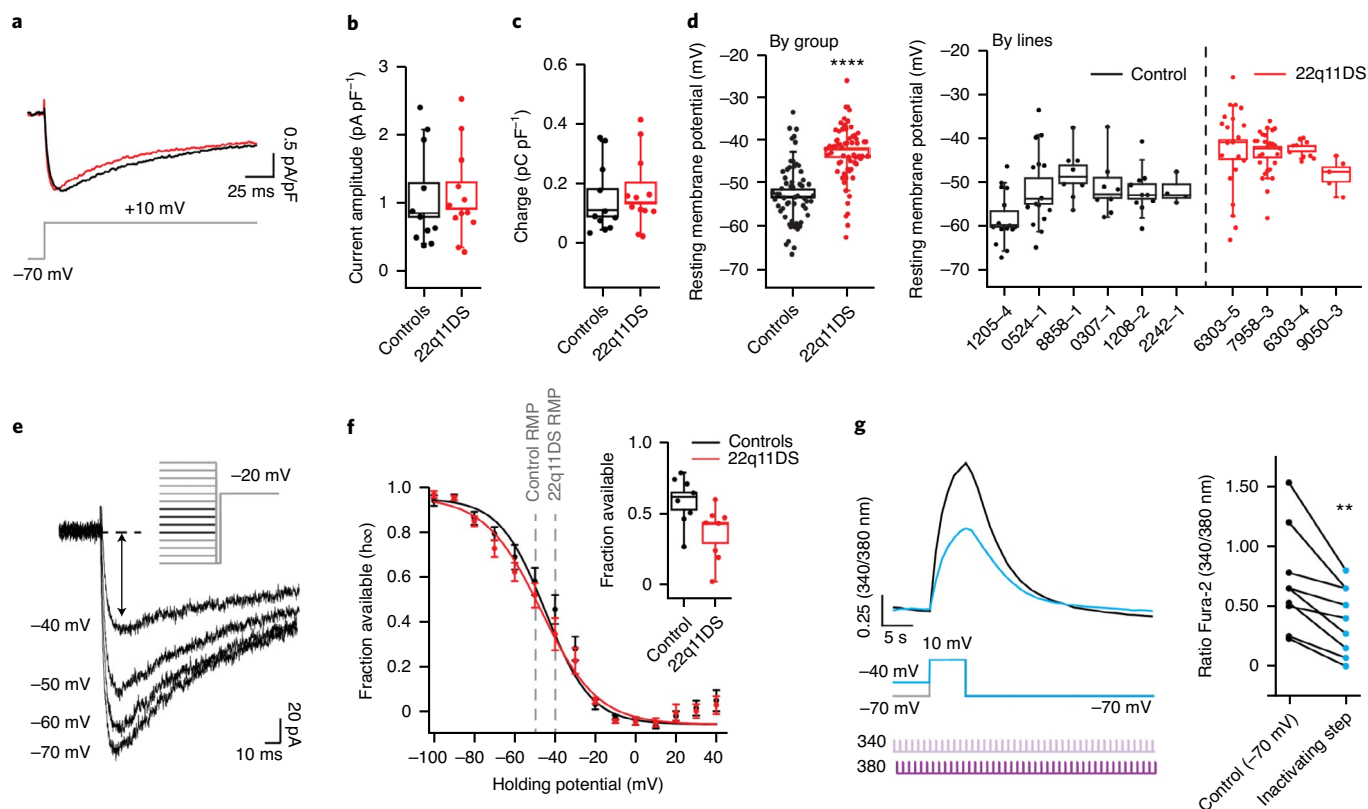 a
0.5 pA/pF
25 ms
+10 mV
–70 mV
b
Current amplitude (pA pF⁻¹)
3
2
1
0
Controls
22q11DS
c
Charge (pC pF⁻¹)
0.6
0.4
0.2
0
Controls
22q11DS
d
By group
Resting membrane potential (mV)
–20
–30
–40
–50
–60
–70
****
Controls
22q11DS
By lines
Resting membrane potential (mV)
–20
–30
–40
–50
–60
–70
Control
22q11DS
1205–4
0524–1
8858–1
0307–1
1208–2
2242–1
6303–5
7958–3
6303–4
9050–3
e
–20 mV
–40 mV
–50 mV
–60 mV
–70 mV
20 pA
10 ms
f
Control RMP
22q11DS RMP
Fraction available (h∞)
1.0
0.8
0.6
0.4
0.2
0
–100
–80
–60
–40
–20
0
20
40
Holding potential (mV)
Controls
22q11DS
Fraction available
1.0
0.5
0
Control
22q11DS
g
0.25 (340/380 nm)
5 s
10 mV
–40 mV
–70 mV
–70 mV
340
380
Ratio Fura-2 (340/380 nm)
1.50
1.00
0.50
0
**
Control (–70 mV)
Inactivating step